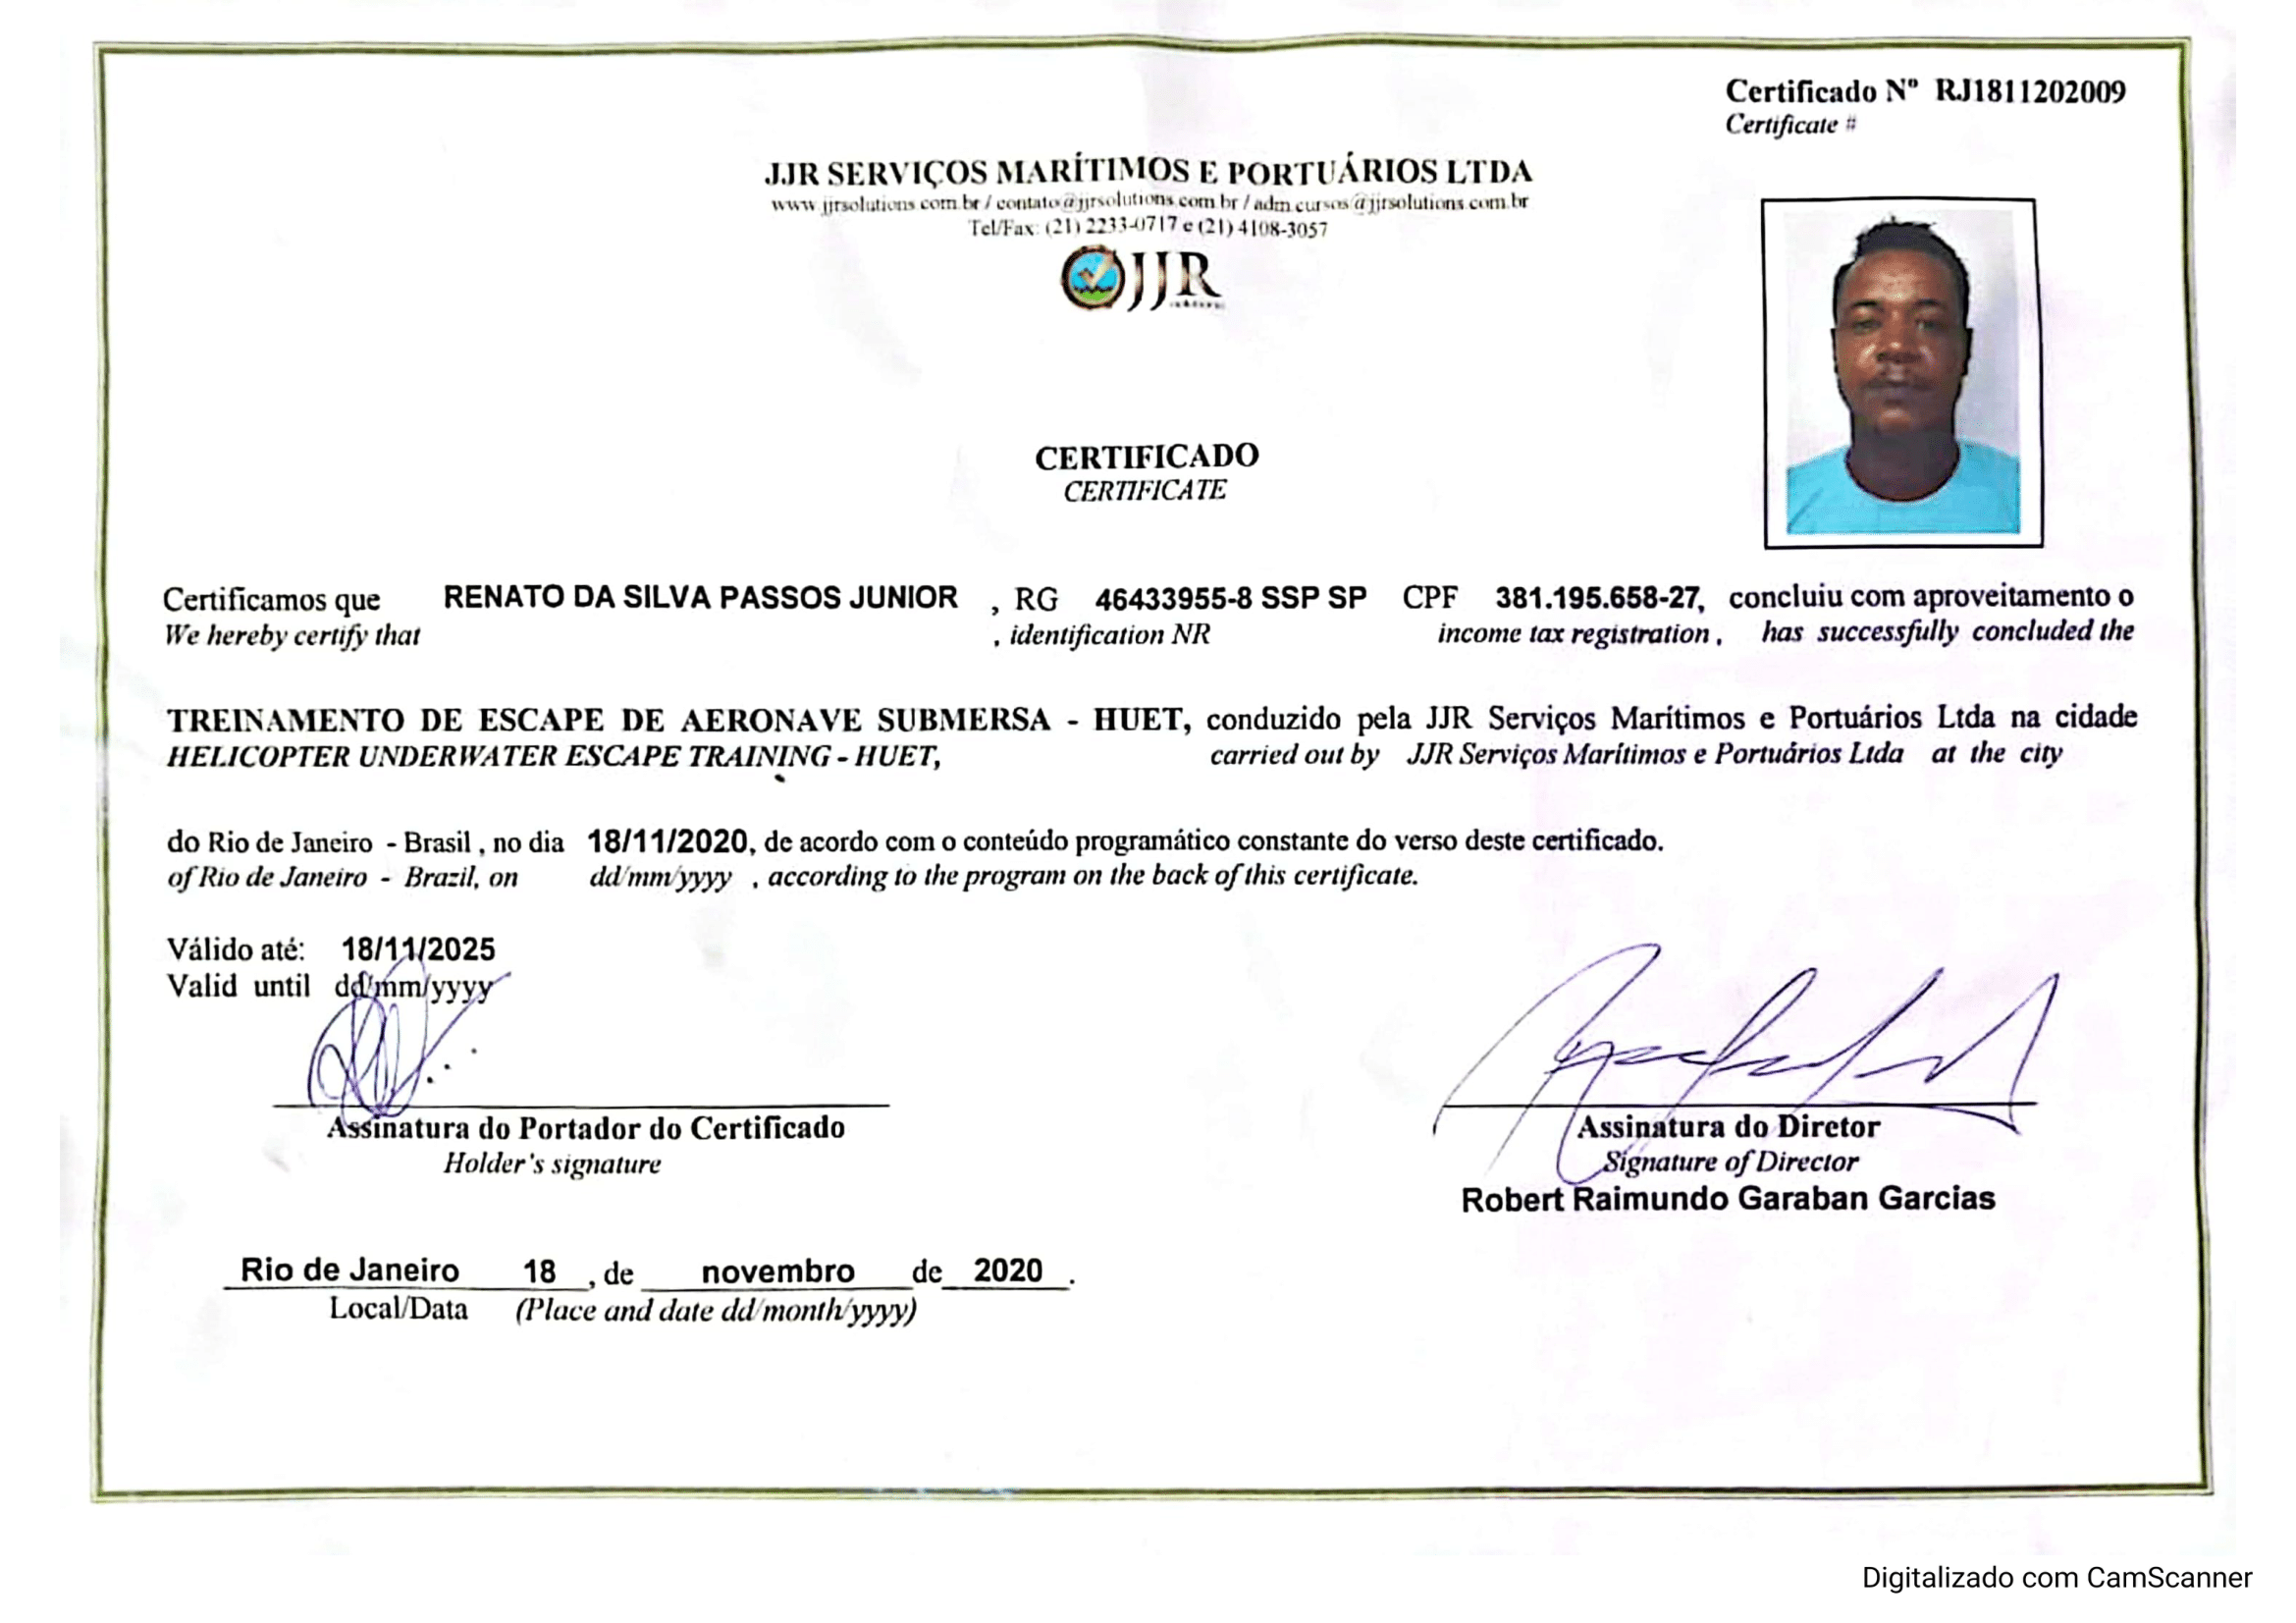 Certificado Nº RJ1811202009
Certificate #
JJR SERVIÇOS MARÍTIMOS E PORTUÁRIOS LTDA
www.jjrsolutions.com.br / contato@jjrsolutions.com.br / adm.cursos@jjrsolutions.com.br
Tel/Fax: (21) 2233-0717 e (21) 4108-3057
JJR
CERTIFICADO
CERTIFICATE
Certificamos que RENATO DA SILVA PASSOS JUNIOR , RG 46433955-8 SSP SP CPF 381.195.658-27, concluiu com aproveitamento o
We hereby certify that , identification NR income tax registration , has successfully concluded the
TREINAMENTO DE ESCAPE DE AERONAVE SUBMERSA - HUET, conduzido pela JJR Serviços Marítimos e Portuários Ltda na cidade
HELICOPTER UNDERWATER ESCAPE TRAINING - HUET, carried out by JJR Serviços Marítimos e Portuários Ltda at the city
do Rio de Janeiro - Brasil , no dia 18/11/2020, de acordo com o conteúdo programático constante do verso deste certificado.
of Rio de Janeiro - Brazil, on dd/mm/yyyy , according to the program on the back of this certificate.
Válido até: 18/11/2025
Valid until dd/mm/yyyy
Assinatura do Portador do Certificado
Holder's signature
Assinatura do Diretor
Signature of Director
Robert Raimundo Garaban Garcias
Rio de Janeiro 18 , de novembro de 2020 .
Local/Data (Place and date dd/month/yyyy)
Digitalizado com CamScanner